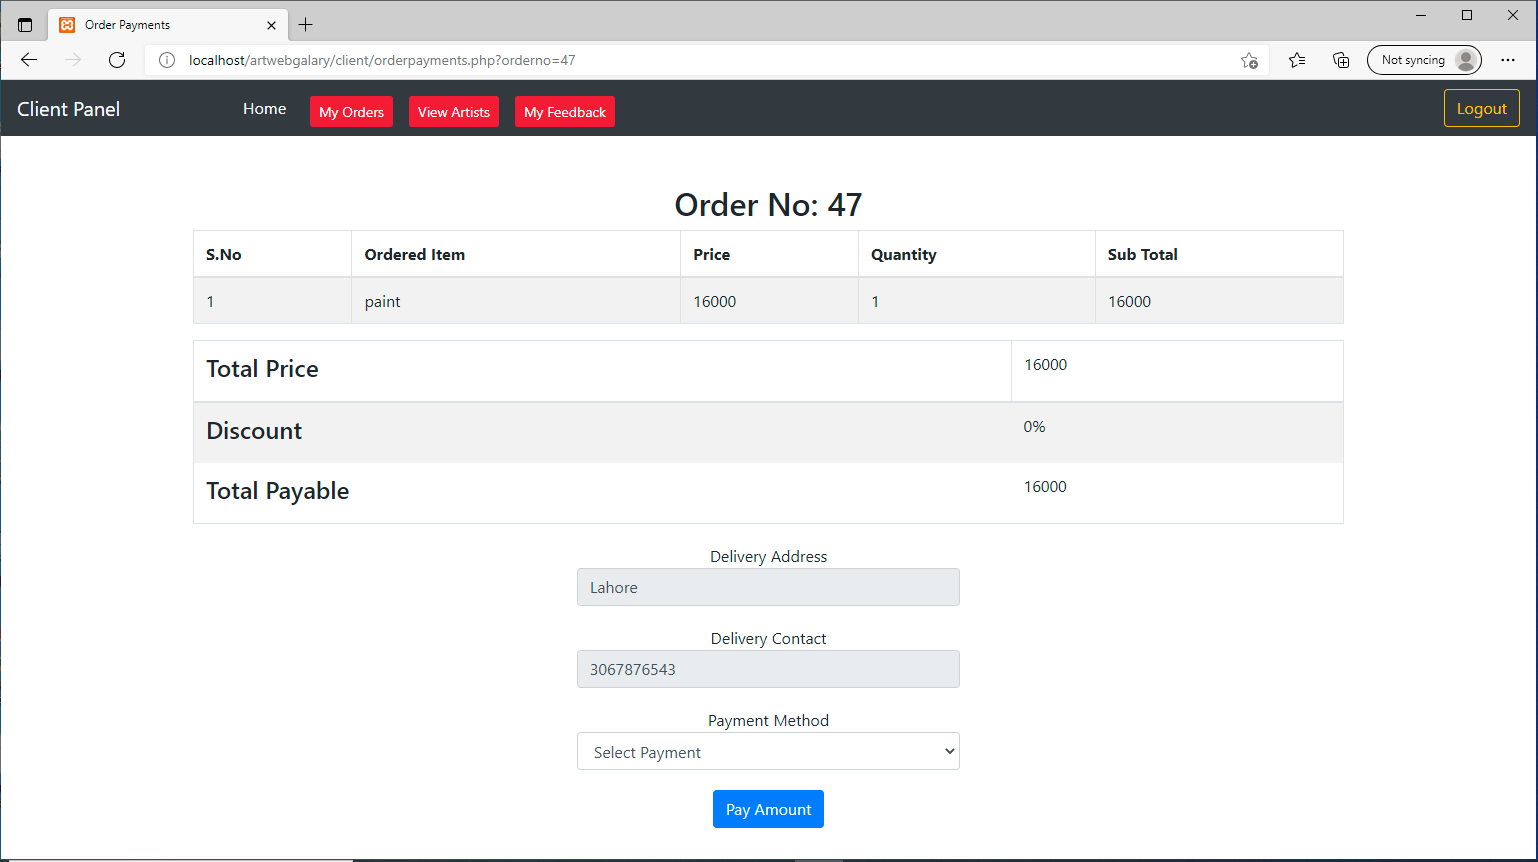 Order Payments
localhost/artwebgalary/client/orderpayments.php?orderno=47
Not syncing
Client Panel Home My Orders View Artists My Feedback Logout
Order No: 47
S.No Ordered Item Price Quantity Sub Total
1 paint 16000 1 16000
Total Price 16000
Discount 0%
Total Payable 16000
Delivery Address
Lahore
Delivery Contact
3067876543
Payment Method
Select Payment
Pay Amount